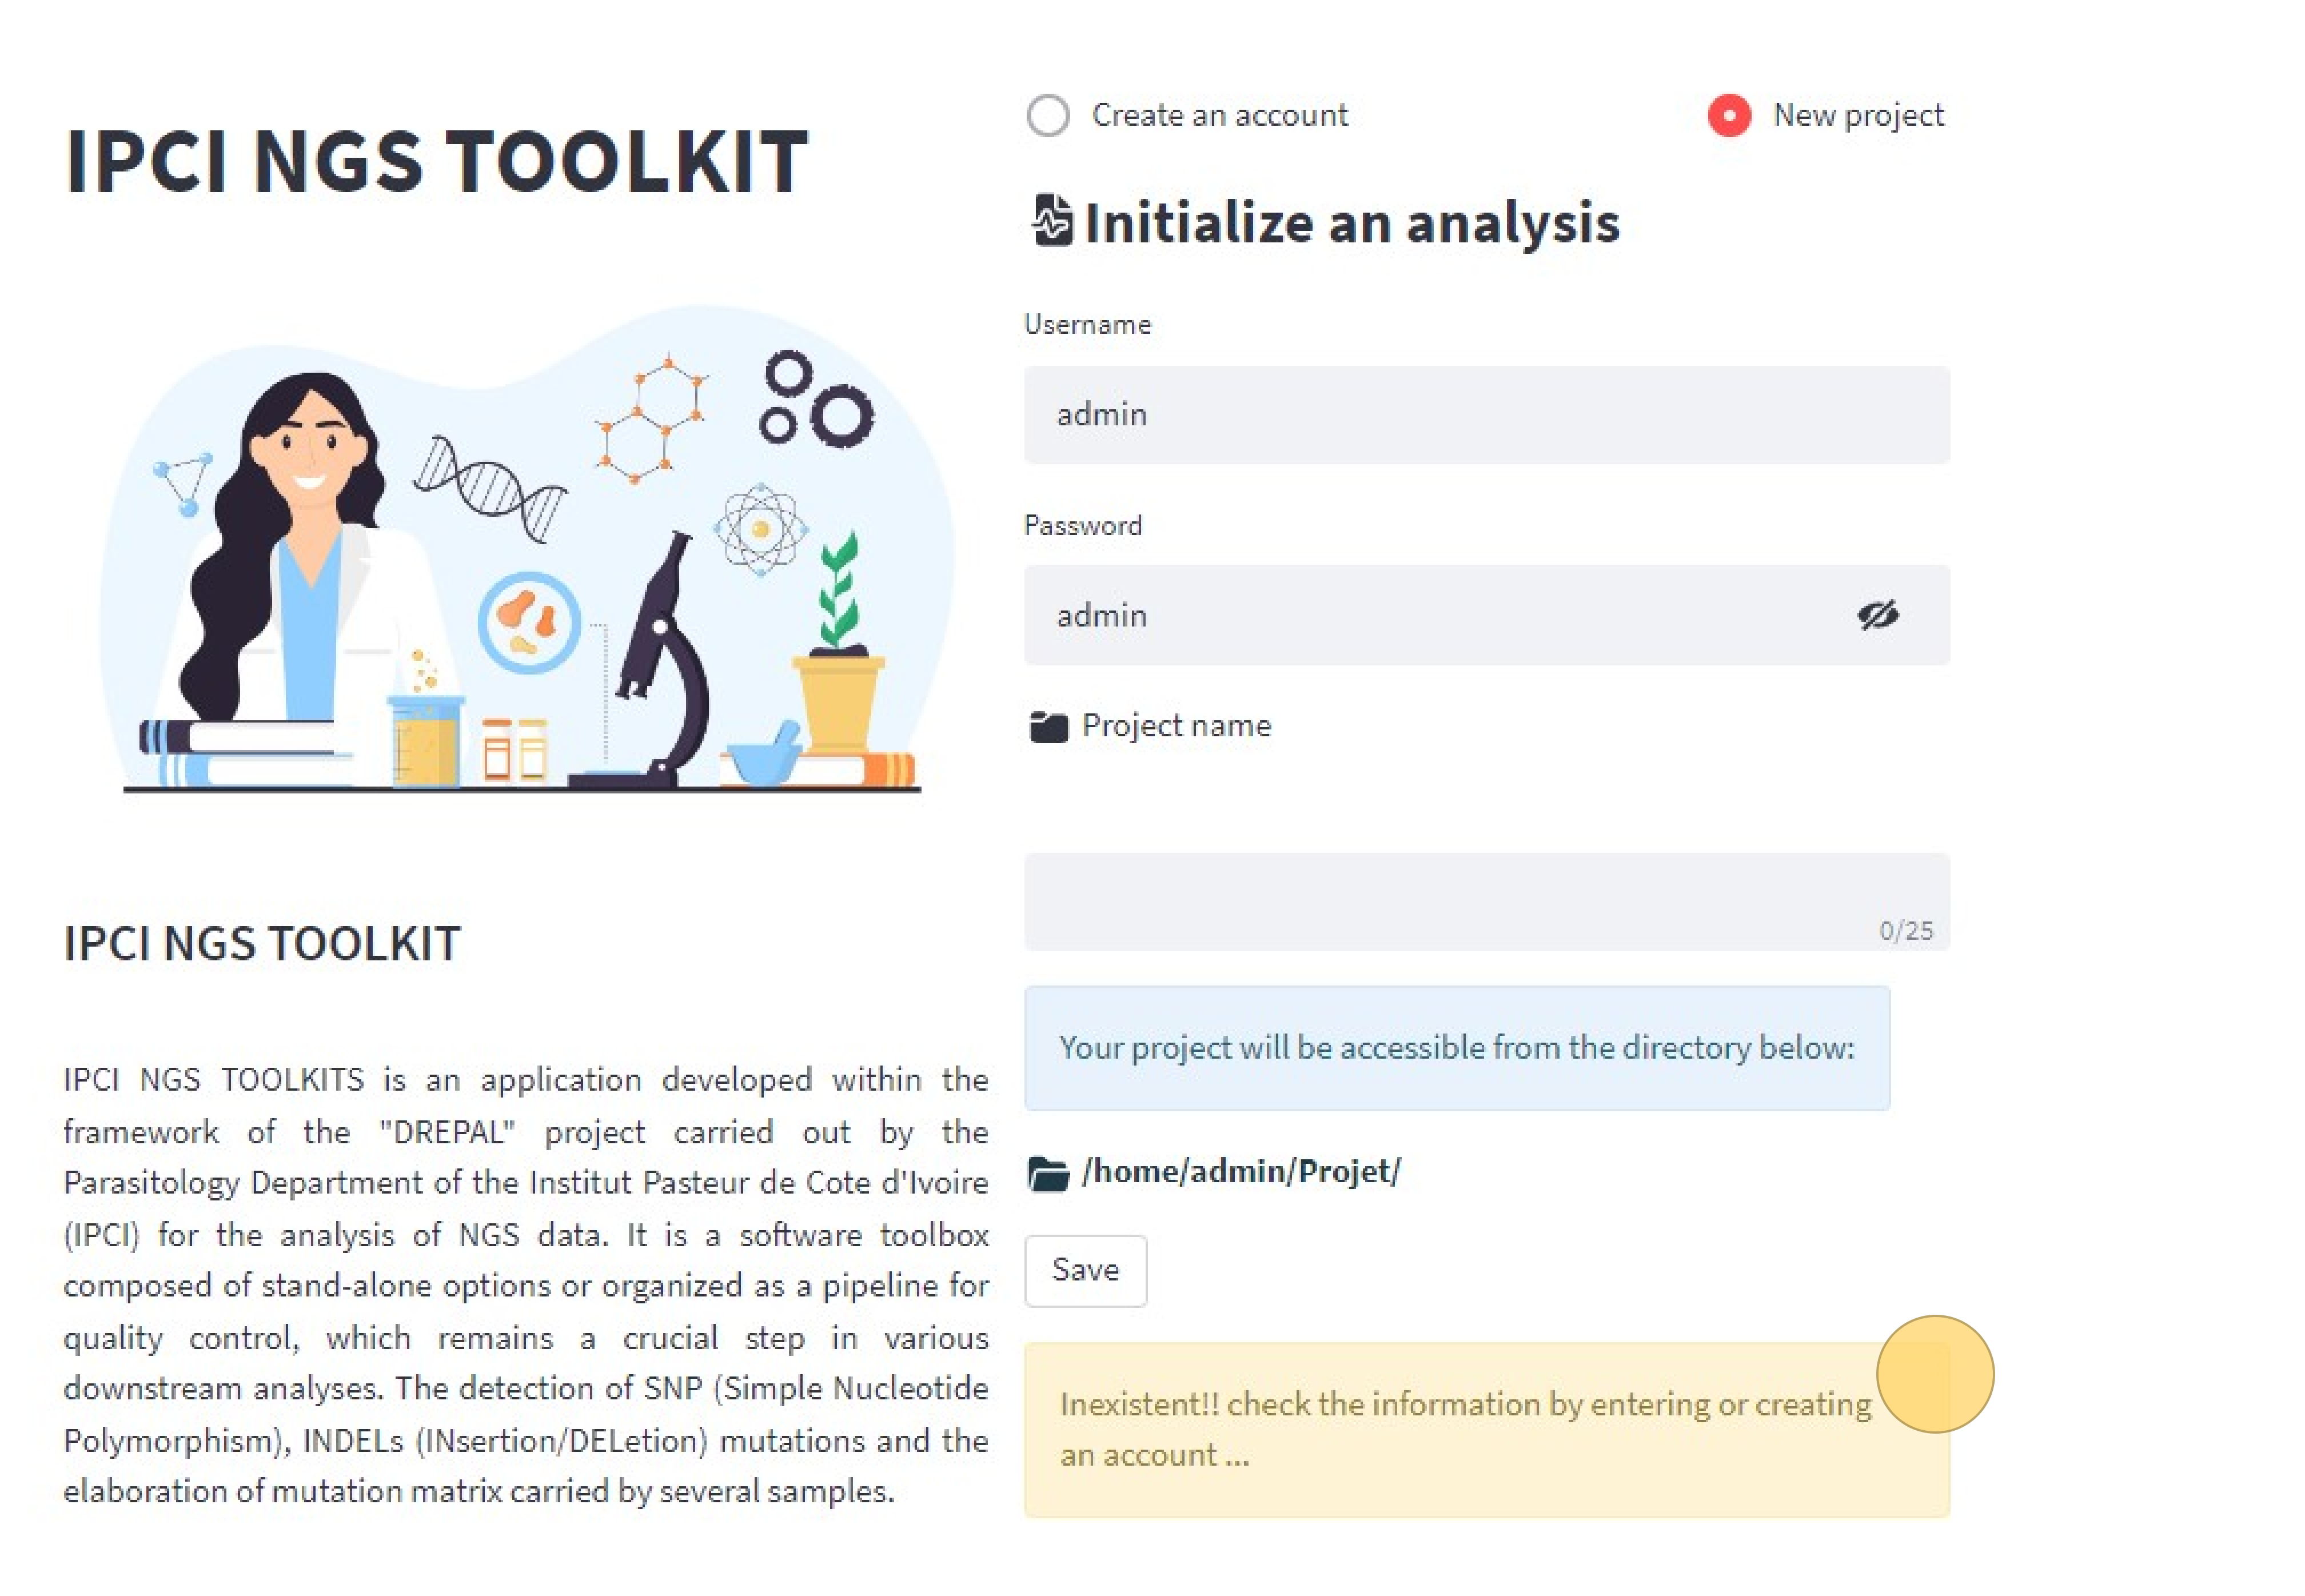 IPCI NGS TOOLKIT
IPCI NGS TOOLKIT
IPCI NGS TOOLKITS is an application developed within the
framework of the "DREPAL" project carried out by the
Parasitology Department of the Institut Pasteur de Cote d'Ivoire
(IPCI) for the analysis of NGS data. It is a software toolbox
composed of stand-alone options or organized as a pipeline for
quality control, which remains a crucial step in various
downstream analyses. The detection of SNP (Simple Nucleotide
Polymorphism), INDELs (INsertion/DELetion) mutations and the
elaboration of mutation matrix carried by several samples.
Create an account
New project
Initialize an analysis
Username
admin
Password
admin
Project name
0/25
Your project will be accessible from the directory below:
/home/admin/Projet/
Save
Inexistent!! check the information by entering or creating
an account ...